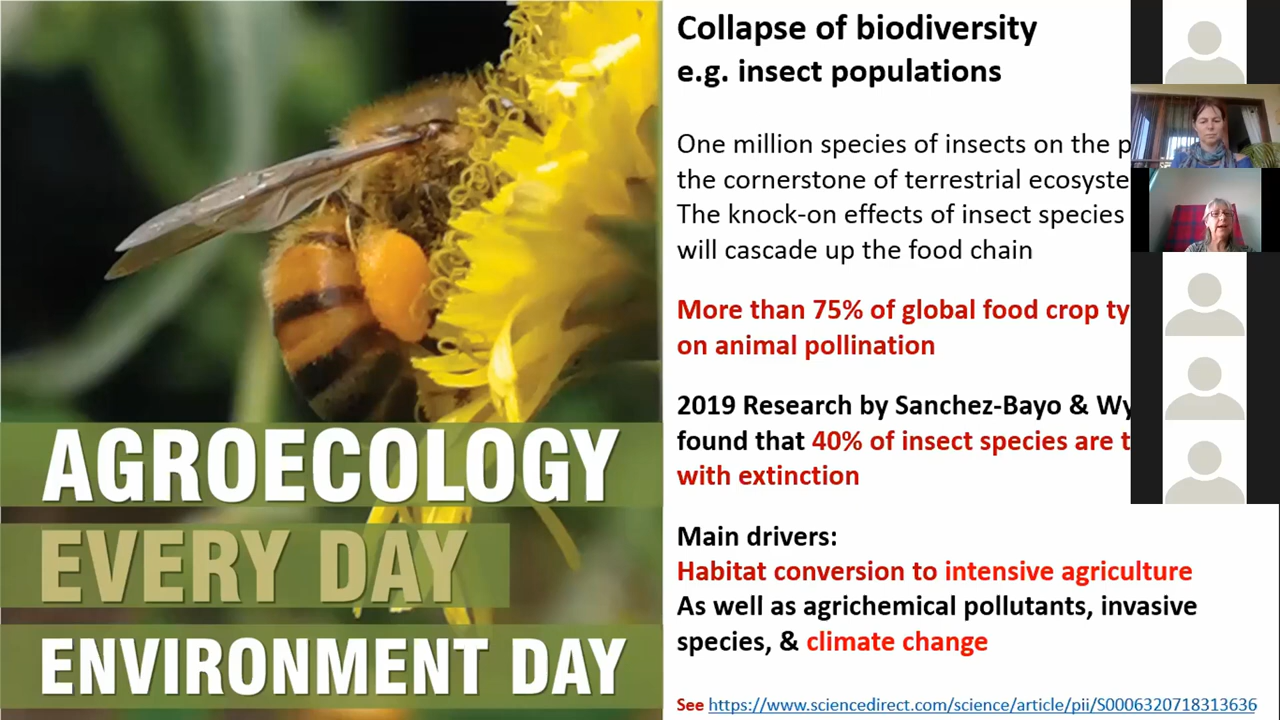 AGROECOLOGY
EVERY DAY
ENVIRONMENT DAY
Collapse of biodiversity
e.g. insect populations
One million species of insects on the
the cornerstone of terrestrial
The knock-on effects of insect species
will cascade up the food chain
More than 75% of global food crop
on animal pollination
2019 Research by Sanchez-Bayo &
found that 40% of insect species are
with extinction
Main drivers:
Habitat conversion to intensive agriculture
As well as agrichemical pollutants, invasive
species, & climate change
See https://www.sciencedirect.com/science/article/pii/S0006320718313636